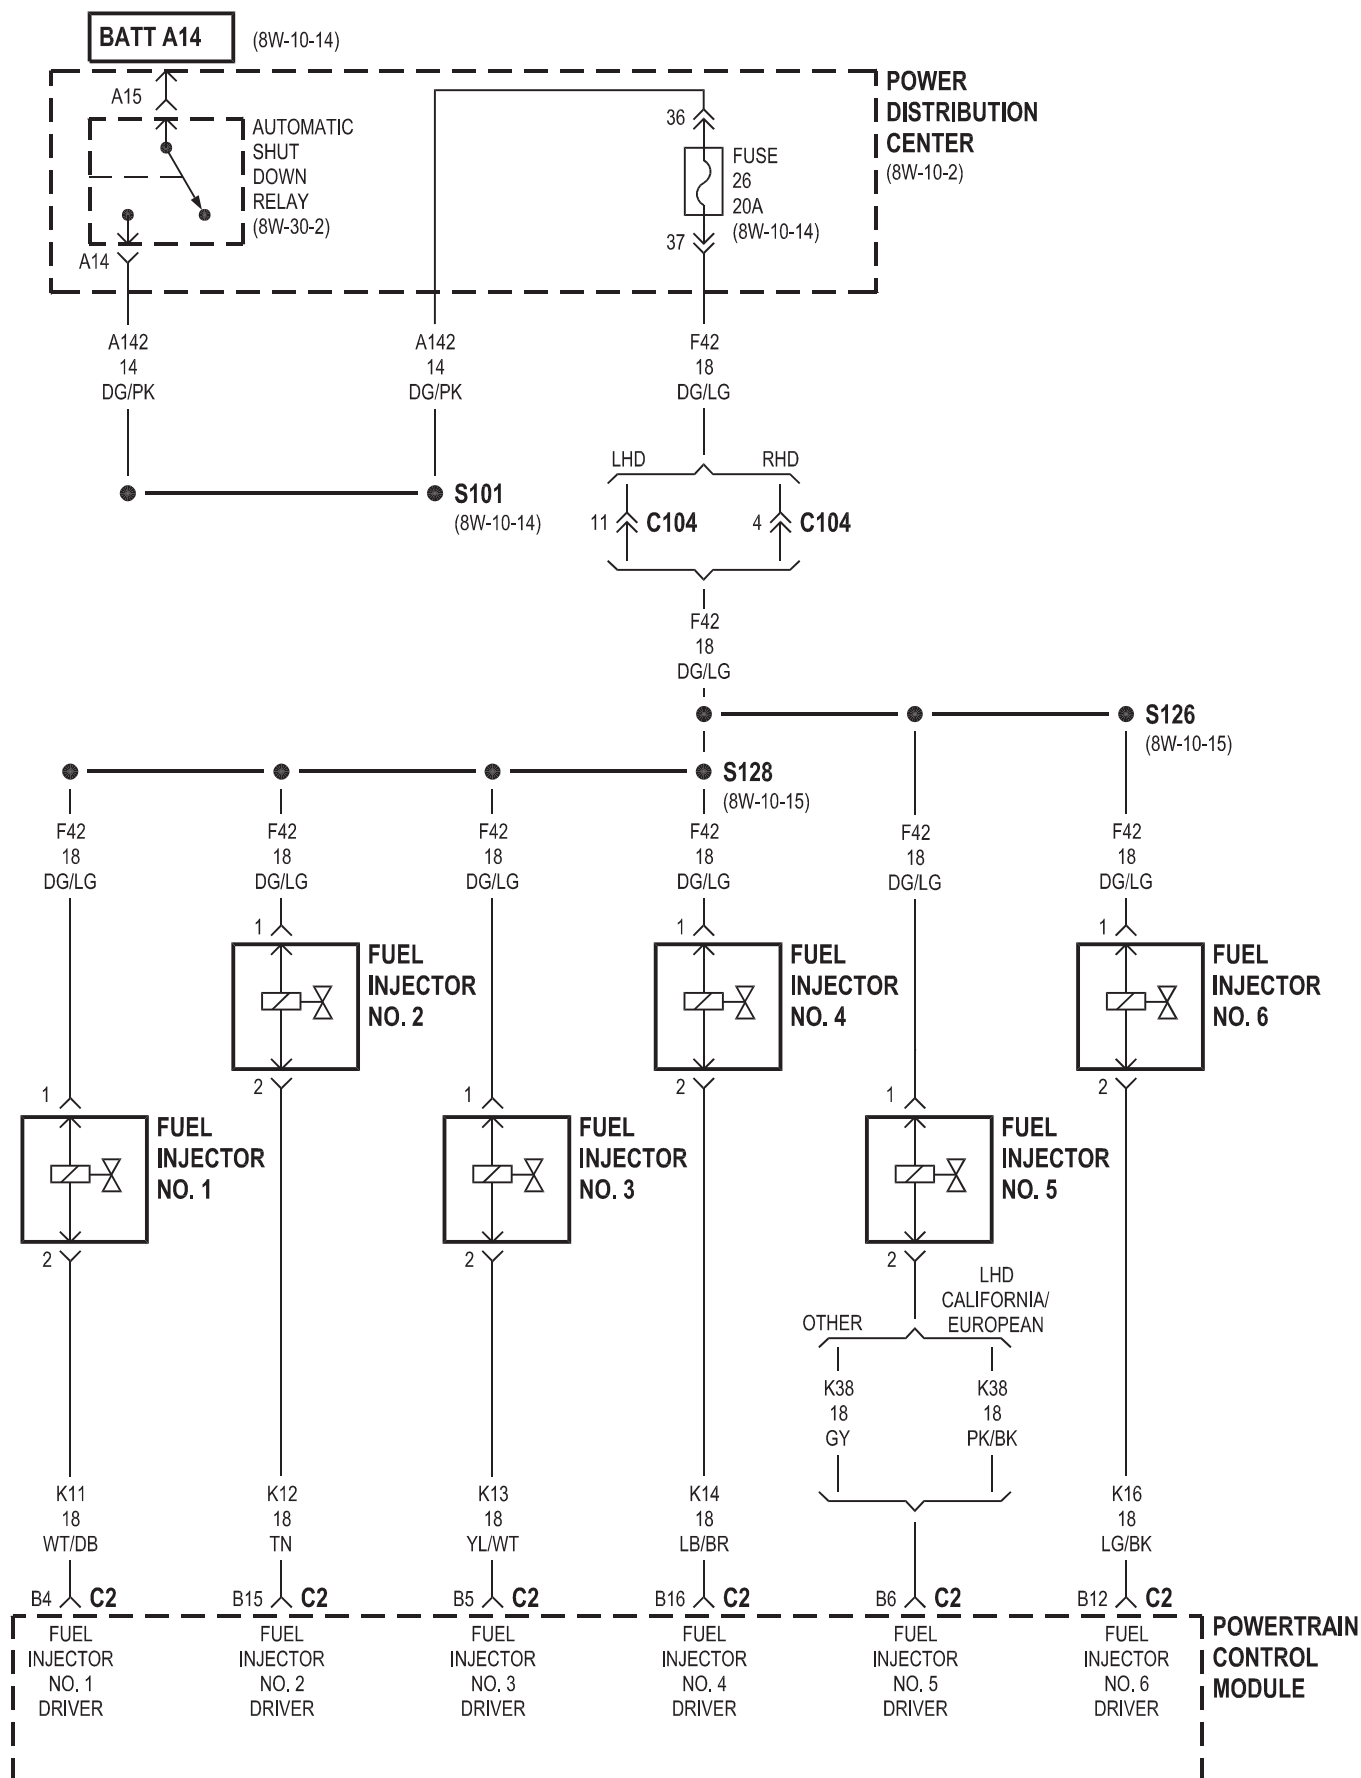 BATT A14 (8W-10-14)
POWER
DISTRIBUTION
CENTER
(8W-10-2)
A15
AUTOMATIC
SHUT
DOWN
RELAY
(8W-30-2)
A14
36
FUSE
26
20A
(8W-10-14)
37
A142
14
DG/PK
A142
14
DG/PK
F42
18
DG/LG
S101
(8W-10-14)
LHD RHD
11 C104 4 C104
F42
18
DG/LG
S126
(8W-10-15)
S128
(8W-10-15)
F42
18
DG/LG
F42
18
DG/LG
F42
18
DG/LG
F42
18
DG/LG
F42
18
DG/LG
F42
18
DG/LG
1
FUEL
INJECTOR
NO. 2
2
1
FUEL
INJECTOR
NO. 4
2
1
FUEL
INJECTOR
NO. 6
2
1
FUEL
INJECTOR
NO. 1
2
1
FUEL
INJECTOR
NO. 3
2
1
FUEL
INJECTOR
NO. 5
2
OTHER
LHD
CALIFORNIA/
EUROPEAN
K38
18
GY
K38
18
PK/BK
K11
18
WT/DB
K12
18
TN
K13
18
YL/WT
K14
18
LB/BR
K16
18
LG/BK
B4 C2 B15 C2 B5 C2 B16 C2 B6 C2 B12 C2
FUEL
INJECTOR
NO. 1
DRIVER
FUEL
INJECTOR
NO. 2
DRIVER
FUEL
INJECTOR
NO. 3
DRIVER
FUEL
INJECTOR
NO. 4
DRIVER
FUEL
INJECTOR
NO. 5
DRIVER
FUEL
INJECTOR
NO. 6
DRIVER
POWERTRAIN
CONTROL
MODULE